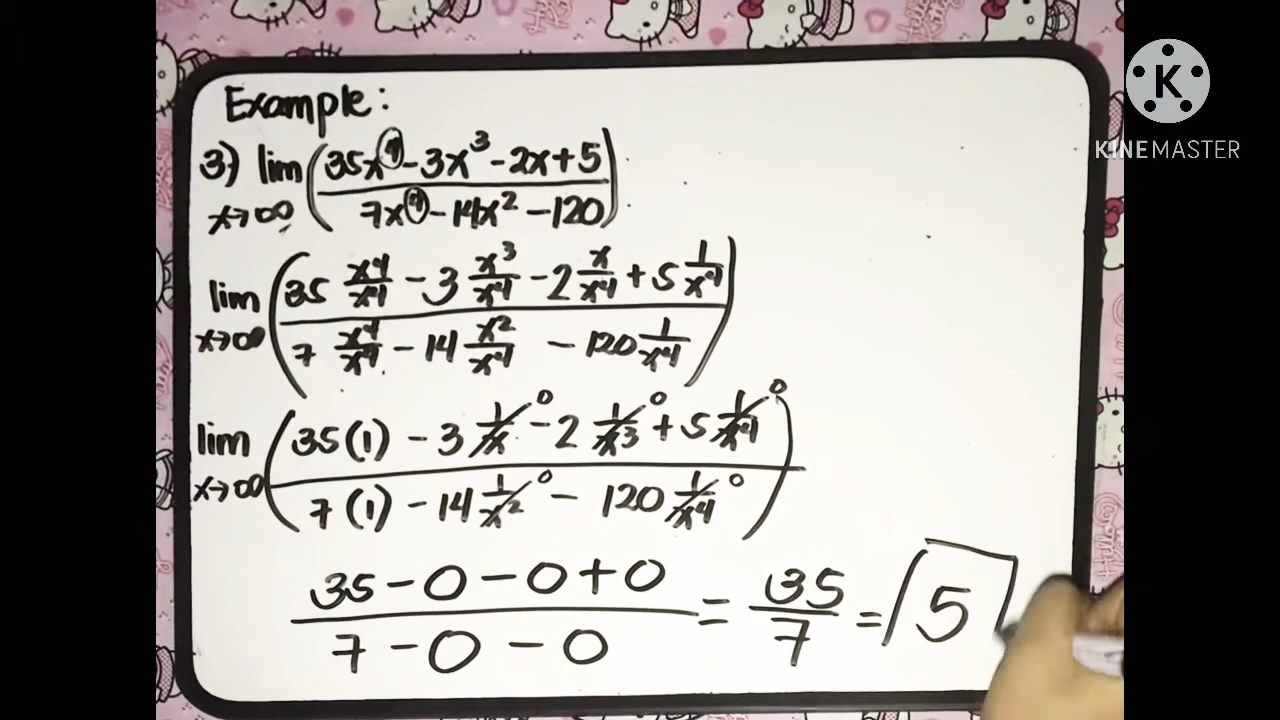 Example:
3) lim (35x⁴ - 3x³ - 2x + 5)
x→∞ (7x⁴ - 14x² - 120)
lim (35 x⁴/x⁴ - 3 x³/x⁴ - 2 x/x⁴ + 5 1/x⁴)
x→∞ (7 x⁴/x⁴ - 14 x²/x⁴ - 120 1/x⁴)
lim (35(1) - 3 1/x 0 - 2 1/x³ 0 + 5 1/x⁴ 0)
x→∞ (7(1) - 14 1/x² 0 - 120 1/x⁴ 0)
35 - 0 - 0 + 0 / 7 - 0 - 0 = 35/7 = 5
K
KINEMASTER